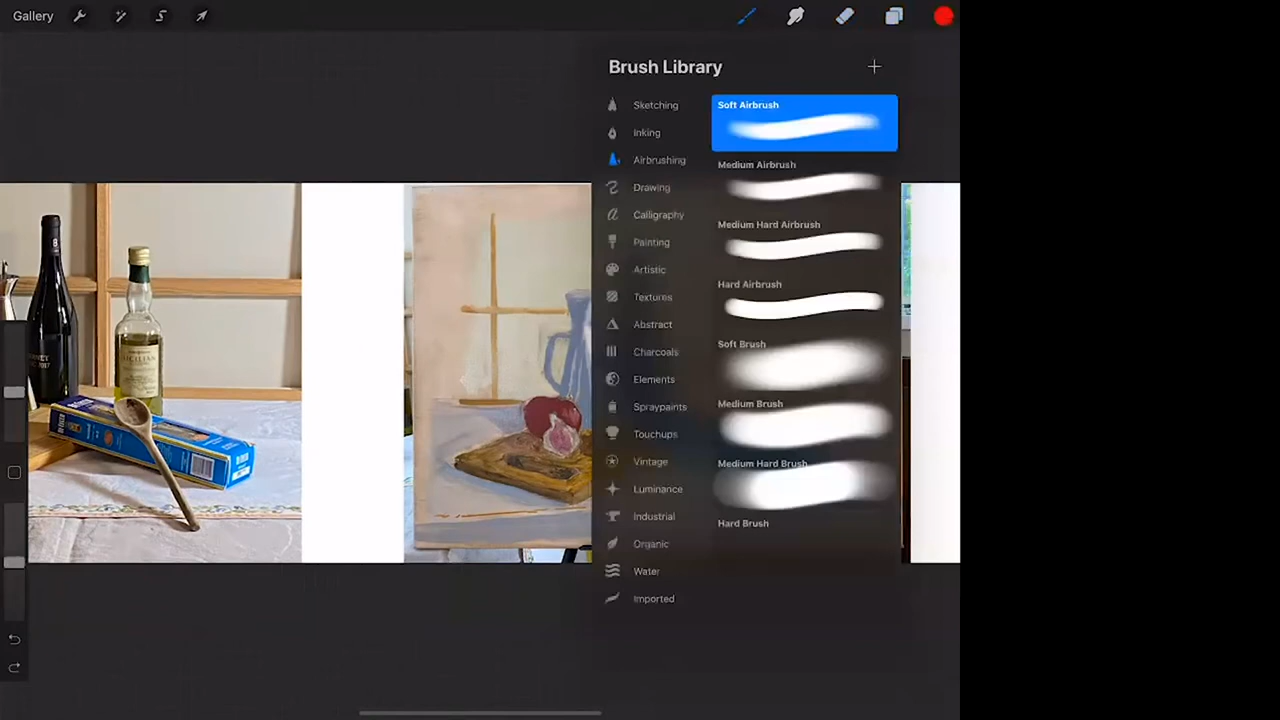 Gallery
Brush Library
Sketching
Inking
Airbrushing
Drawing
Calligraphy
Painting
Artistic
Textures
Abstract
Charcoals
Elements
Spraypaints
Touchups
Vintage
Luminance
Industrial
Organic
Water
Imported
Soft Airbrush
Medium Airbrush
Medium Hard Airbrush
Hard Airbrush
Soft Brush
Medium Brush
Medium Hard Brush
Hard Brush